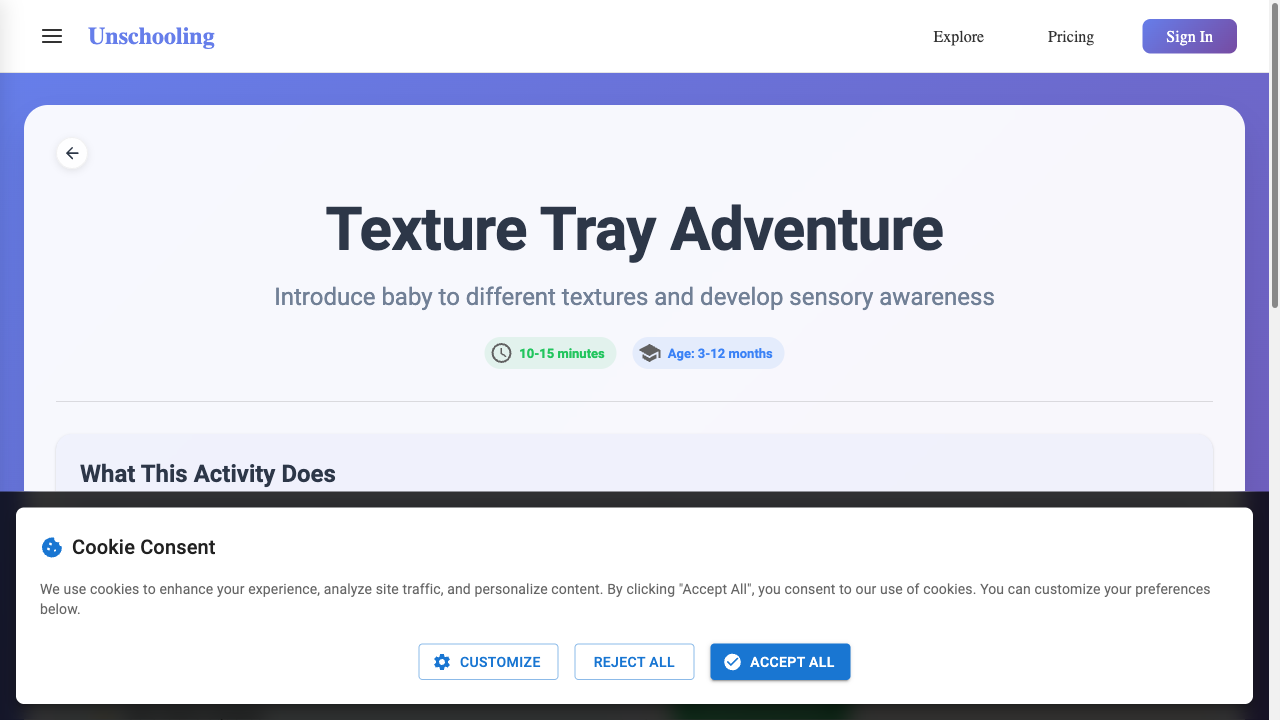 Unschooling
Explore
Pricing
Sign In
Texture Tray Adventure
Introduce baby to different textures and develop sensory awareness
10-15 minutes
Age: 3-12 months
What This Activity Does
Cookie Consent
We use cookies to enhance your experience, analyze site traffic, and personalize content. By clicking "Accept All", you consent to our use of cookies. You can customize your preferences
below.
CUSTOMIZE
REJECT ALL
ACCEPT ALL